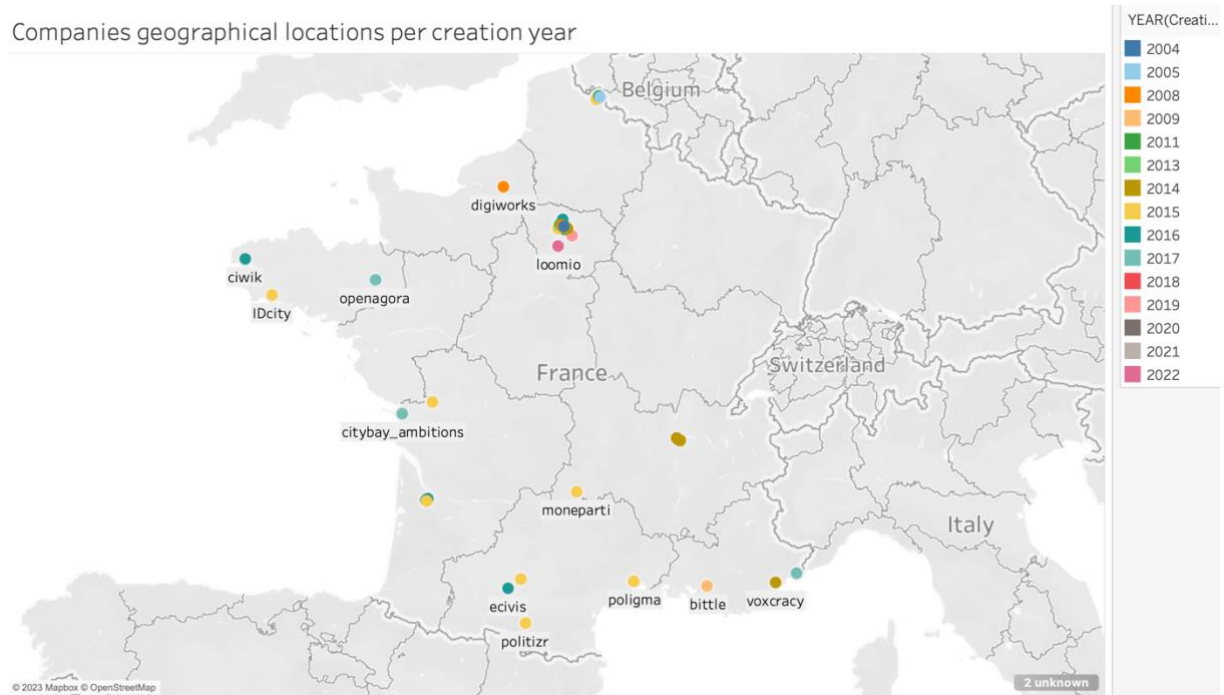 Companies geographical locations per creation year
YEAR(Creati...
2004
2005
2008
2009
2011
2013
2014
2015
2016
2017
2018
2019
2020
2021
2022
Belgium
digiworks
loomio
ciwik
openagora
IDcity
France
Switzerland
citybay_ambitions
moneparti
Italy
ecivis
poligma
bittle
voxcracy
politizr
© 2023 Mapbox © OpenStreetMap
2 unknown